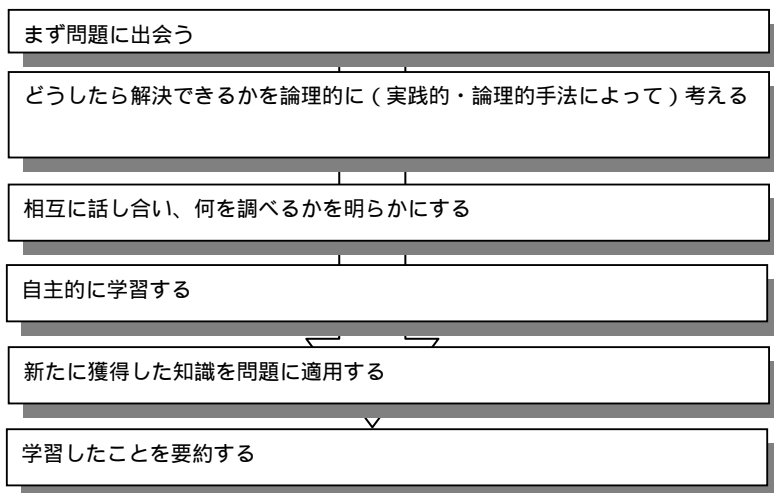 まず問題に出会う
どうしたら解決できるかを論理的に（実践的・論理的手法によって）考える
相互に話し合い、何を調べるかを明らかにする
自主的に学習する
新たに獲得した知識を問題に適用する
学習したことを要約する